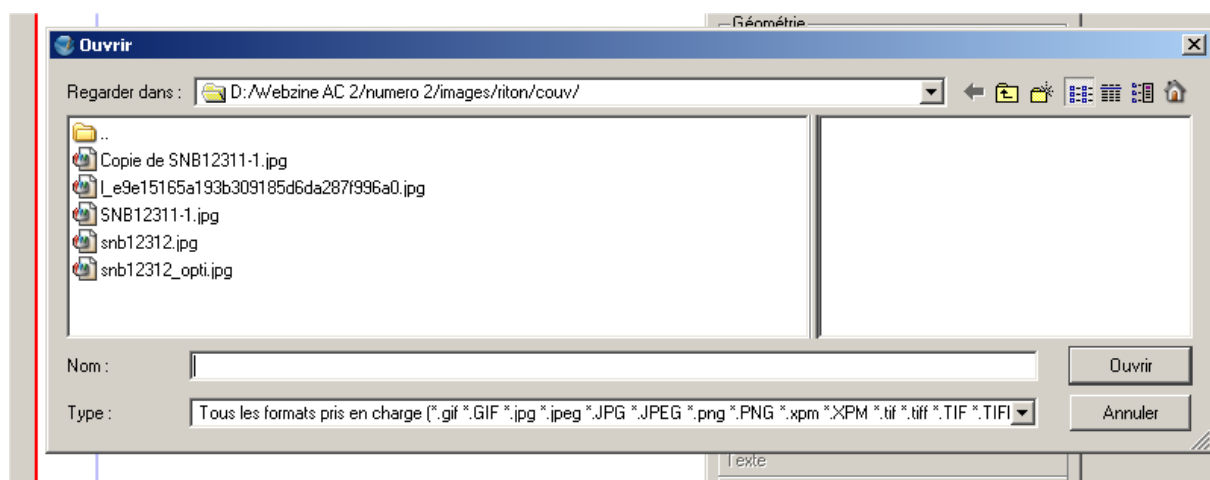 Géométrie
Ouvrir
Regarder dans : D:/Webzine AC 2/numero 2/images/riton/couv/
..
Copie de SNB12311-1.jpg
l_e9e15165a193b309185d6da287f996a0.jpg
SNB12311-1.jpg
snb12312.jpg
snb12312_opti.jpg
Nom :
Ouvrir
Type : Tous les formats pris en charge (*.gif *.GIF *.jpg *.jpeg *.JPG *.JPEG *.png *.PNG *.xpm *.XPM *.tif *.tiff *.TIF *.TIFI
Annuler
Texte